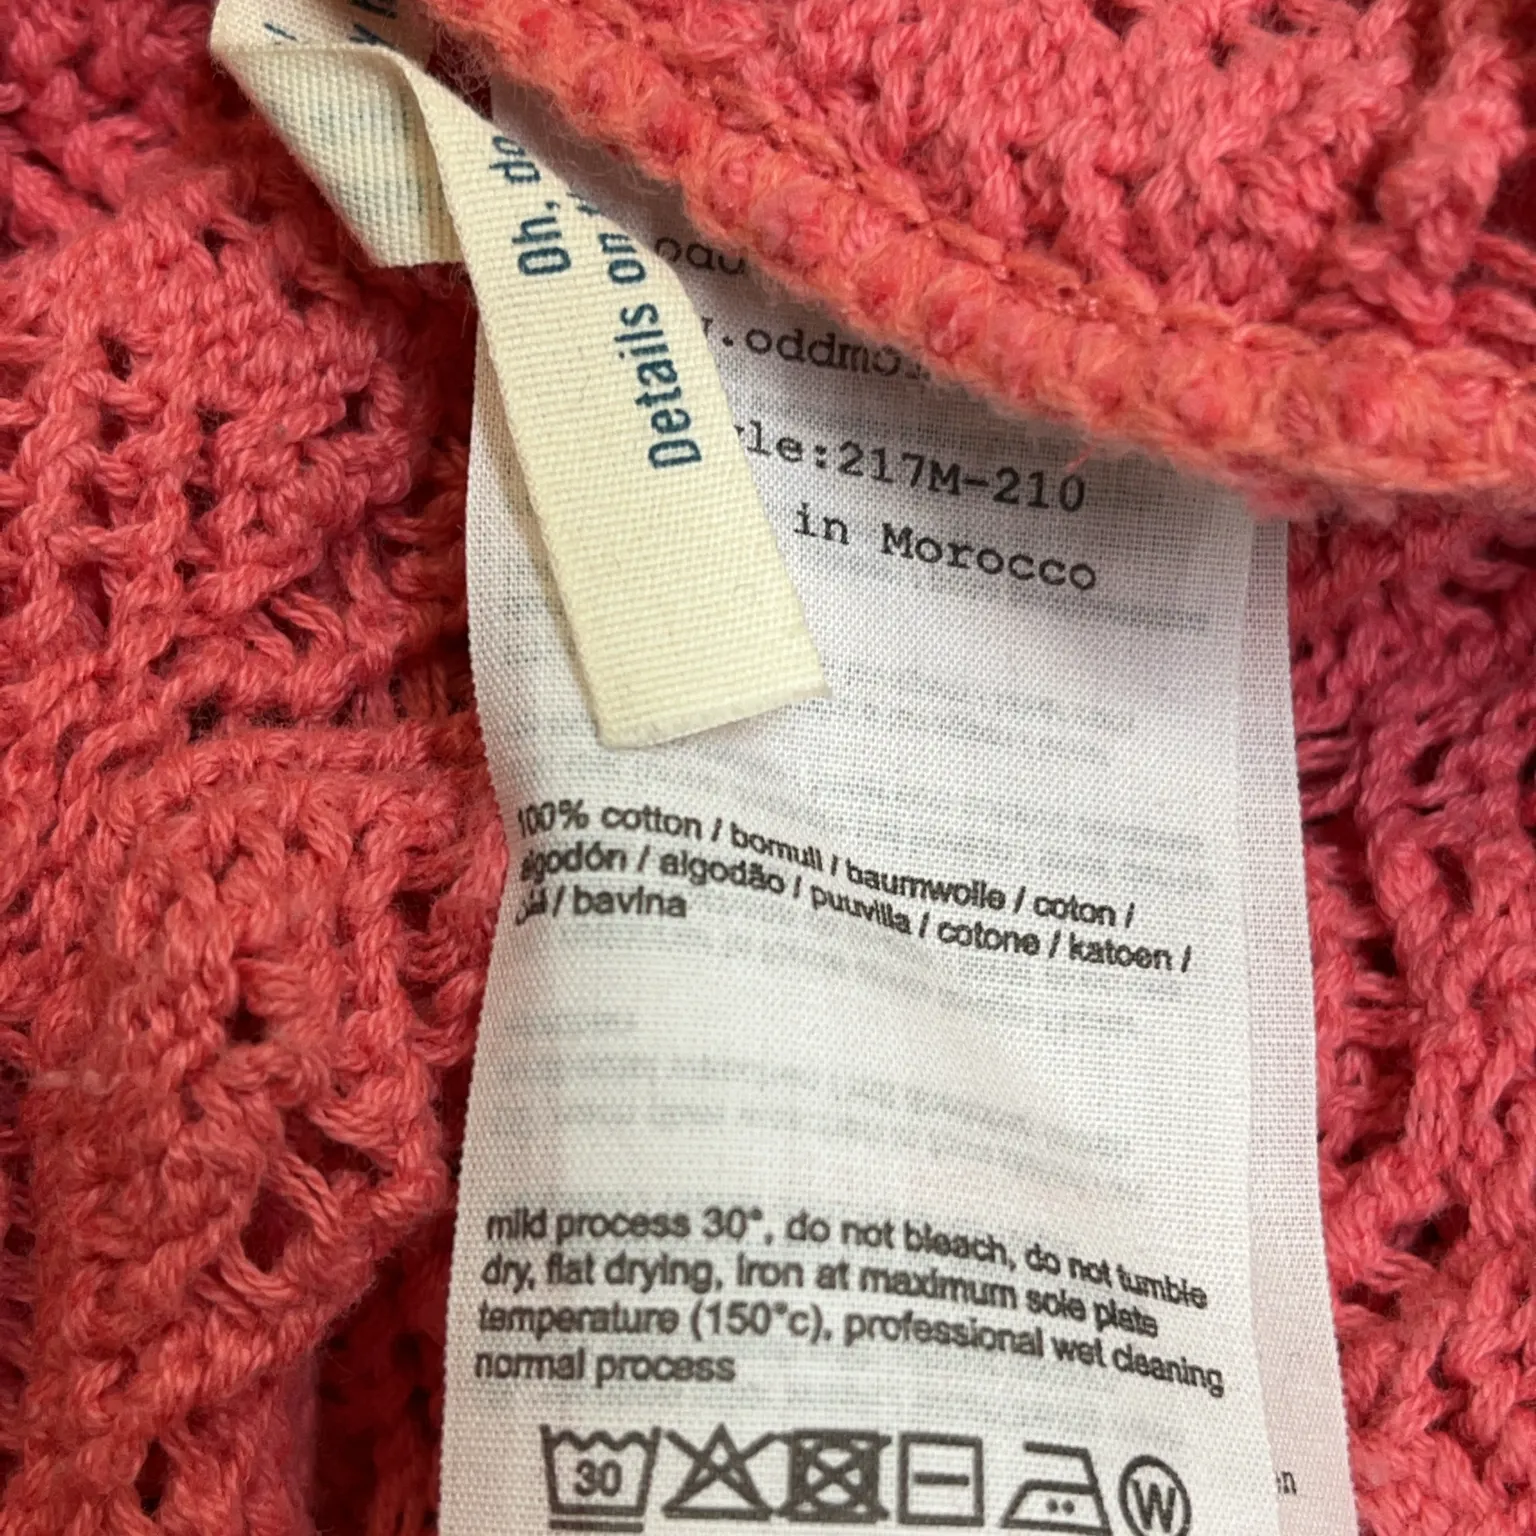 Oh, de
Details on
.oddmo
le:217M-210
in Morocco
100% cotton / bomull / baumwolle / coton /
algodón / algodão / puuvilla / cotone / katoen /
/ bavlna
mild process 30°, do not bleach, do not tumble
dry, flat drying, iron at maximum sole plate
temperature (150°c), professional wet cleaning
normal process
30
W